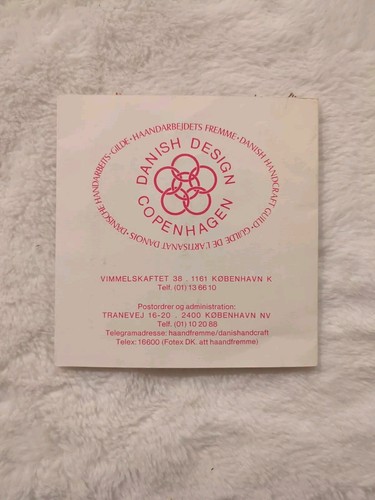 DÄNISCHE HANDARBEITS-GILDE · HAANDARBEJDETS FREMME · DANISH HANDCRAFT GUILD · GUILDE DE L'ARTISANAT DANOIS ·
DANISH DESIGN
COPENHAGEN
VIMMELSKAFTET 38 . 1161 KØBENHAVN K
Telf. (01) 13 66 10
Postordrer og administration:
TRANEVEJ 16-20 . 2400 KØBENHAVN NV
Telf. (01) 10 20 88
Telegramadresse: haandfremme/danishandcraft
Telex: 16600 (Fotex DK. att haandfremme)